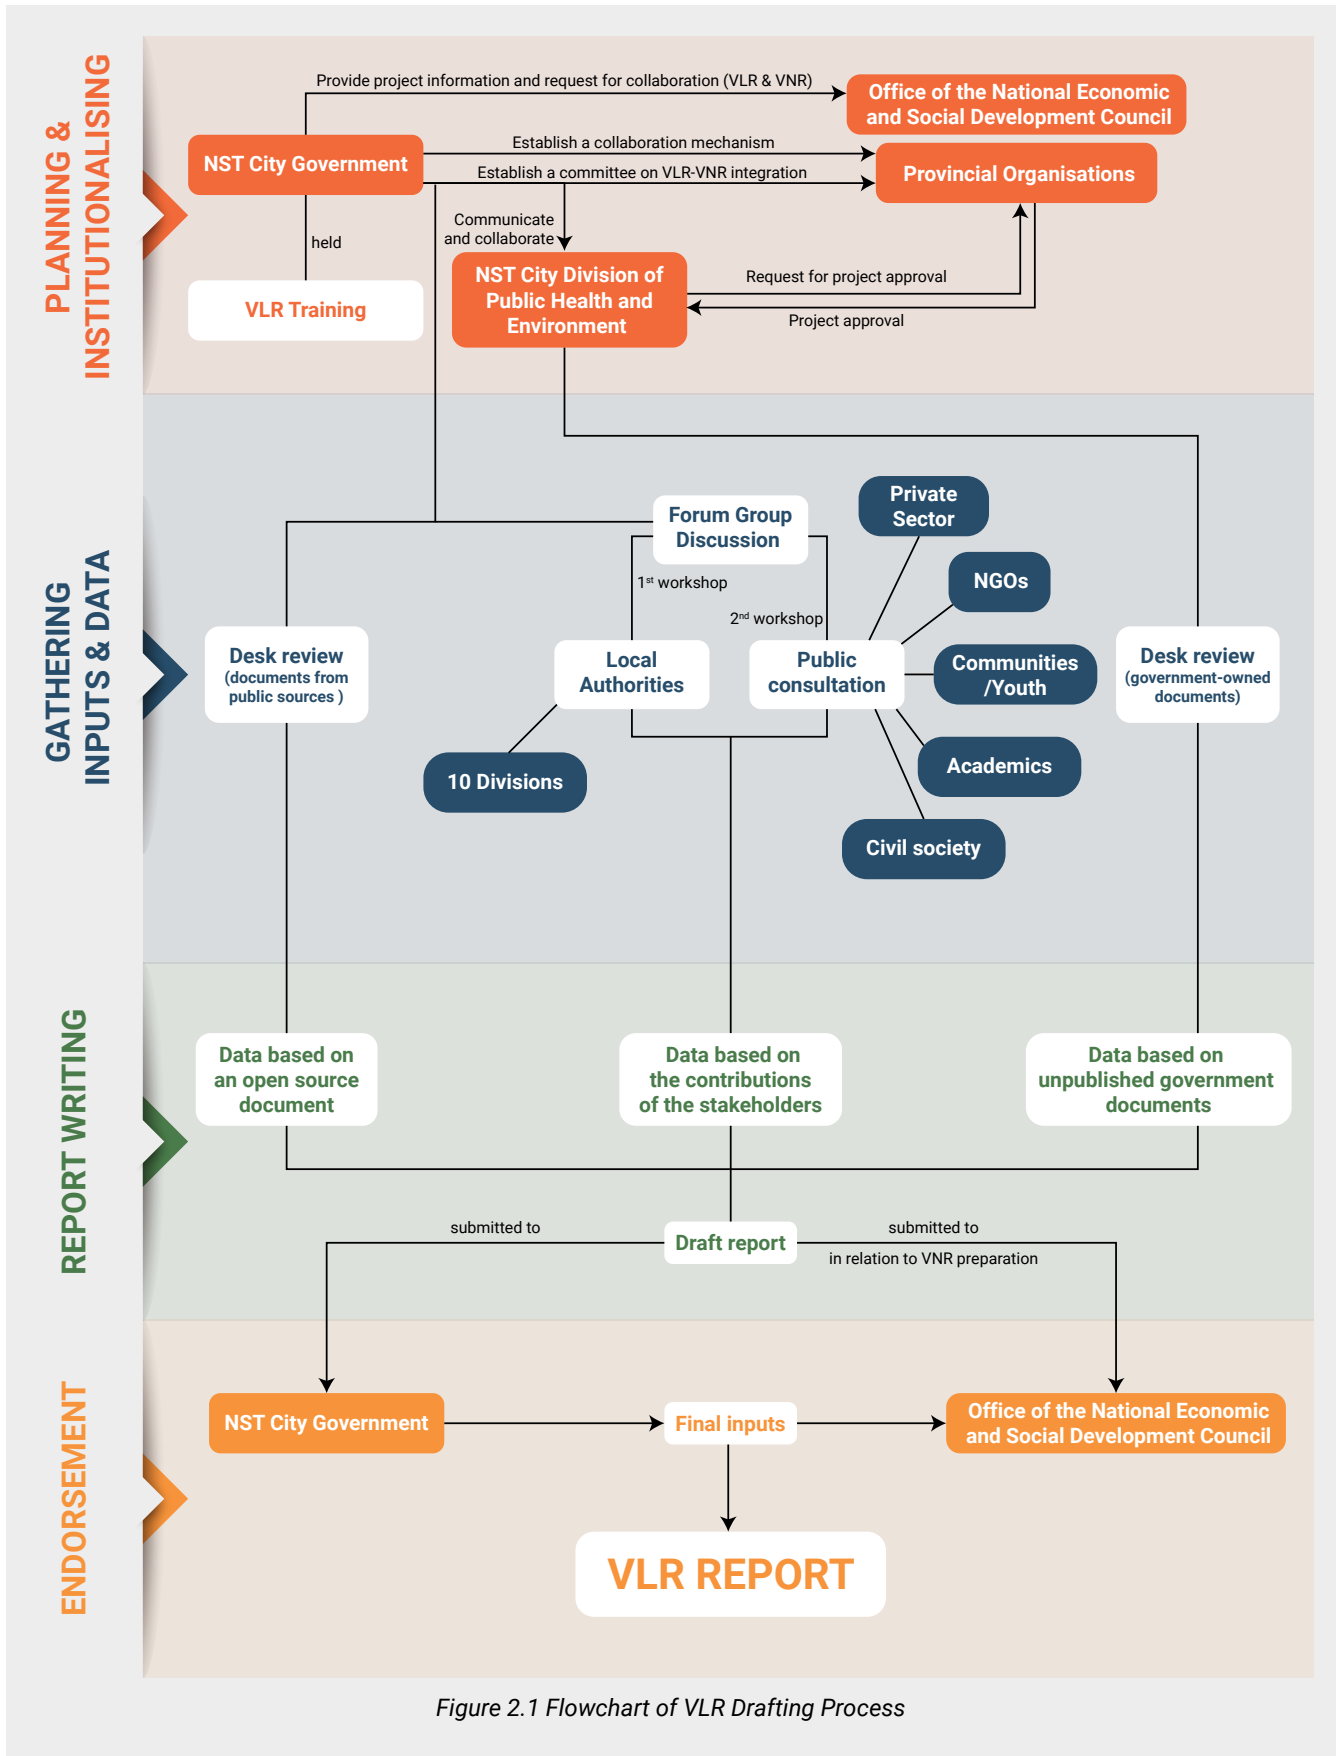 PLANNING &
INSTITUTIONALISING
Provide project information and request for collaboration (VLR & VNR)
Office of the National Economic
and Social Development Council
NST City Government
Establish a collaboration mechanism
Establish a committee on VLR-VNR integration
Provincial Organisations
held
Communicate
and collaborate
VLR Training
NST City Division of
Public Health and
Environment
Request for project approval
Project approval
GATHERING
INPUTS & DATA
Forum Group
Discussion
1st workshop
2nd workshop
Private
Sector
NGOs
Desk review
(documents from
public sources )
Local
Authorities
Public
consultation
Communities
/Youth
Desk review
(government-owned
documents)
10 Divisions
Academics
Civil society
REPORT WRITING
Data based on
an open source
document
Data based on
the contributions
of the stakeholders
Data based on
unpublished government
documents
submitted to
Draft report
submitted to
in relation to VNR preparation
ENDORSEMENT
NST City Government
Final inputs
Office of the National Economic
and Social Development Council
VLR REPORT
Figure 2.1 Flowchart of VLR Drafting Process